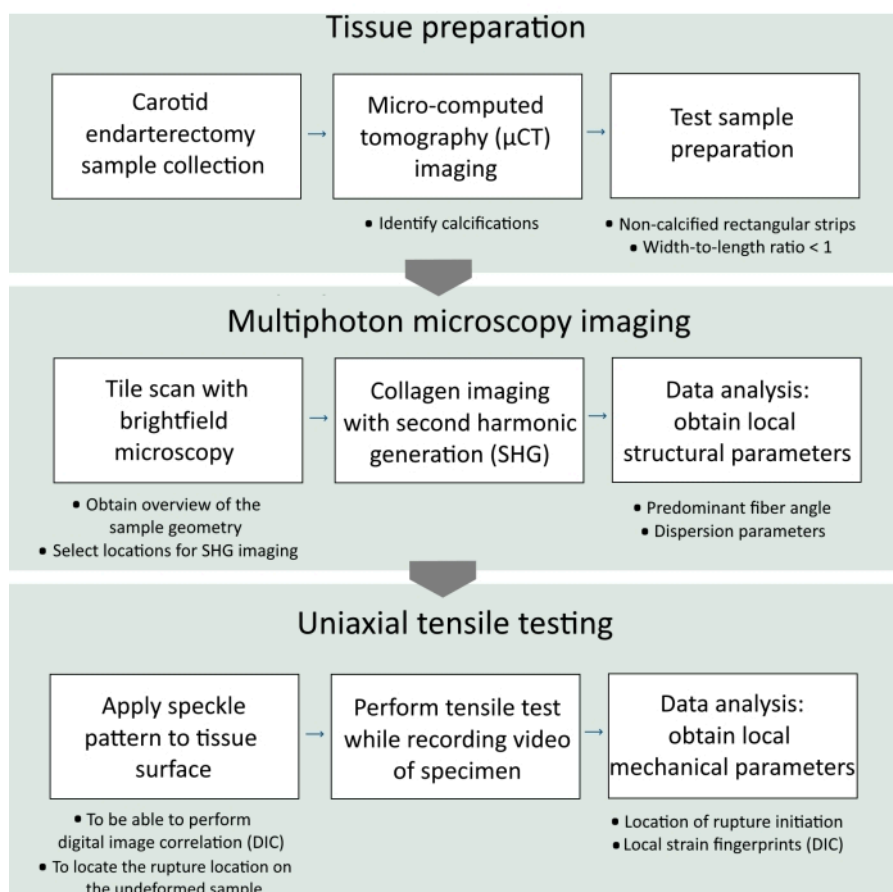 Tissue preparation
Carotid
endarterectomy
sample collection
→
Micro-computed
tomography (μCT)
imaging
→
Test sample
preparation
• Identify calcifications
• Non-calcified rectangular strips
• Width-to-length ratio < 1
Multiphoton microscopy imaging
Tile scan with
brightfield
microscopy
→
Collagen imaging
with second harmonic
generation (SHG)
→
Data analysis:
obtain local
structural parameters
• Obtain overview of the
sample geometry
• Select locations for SHG imaging
• Predominant fiber angle
• Dispersion parameters
Uniaxial tensile testing
Apply speckle
pattern to tissue
surface
→
Perform tensile test
while recording video
of specimen
→
Data analysis:
obtain local
mechanical parameters
• To be able to perform
digital image correlation (DIC)
• To locate the rupture location on
the undeformed sample
• Location of rupture initiation
• Local strain fingerprints (DIC)